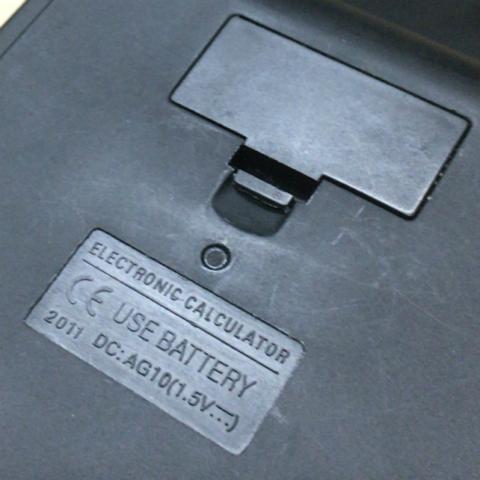 ELECTRONIC CALCULATOR
CE USE BATTERY
2011 DC:AG10(1.5V⎓)